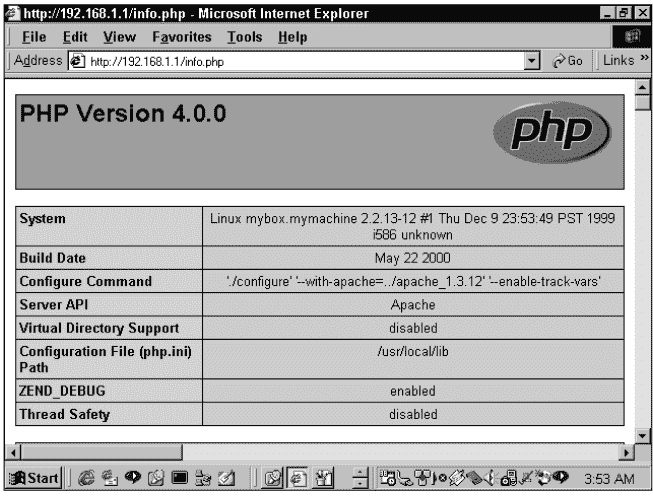 http://192.168.1.1/info.php - Microsoft Internet Explorer
File Edit View Favorites Tools Help
Address http://192.168.1.1/info.php Go Links »
PHP Version 4.0.0
php
System Linux mybox.mymachine 2.2.13-12 #1 Thu Dec 9 23:53:49 PST 1999
i586 unknown
Build Date May 22 2000
Configure Command './configure' '--with-apache=../apache_1.3.12' '--enable-track-vars'
Server API Apache
Virtual Directory Support disabled
Configuration File (php.ini) /usr/local/lib
Path
ZEND_DEBUG enabled
Thread Safety disabled
Start 3:53 AM